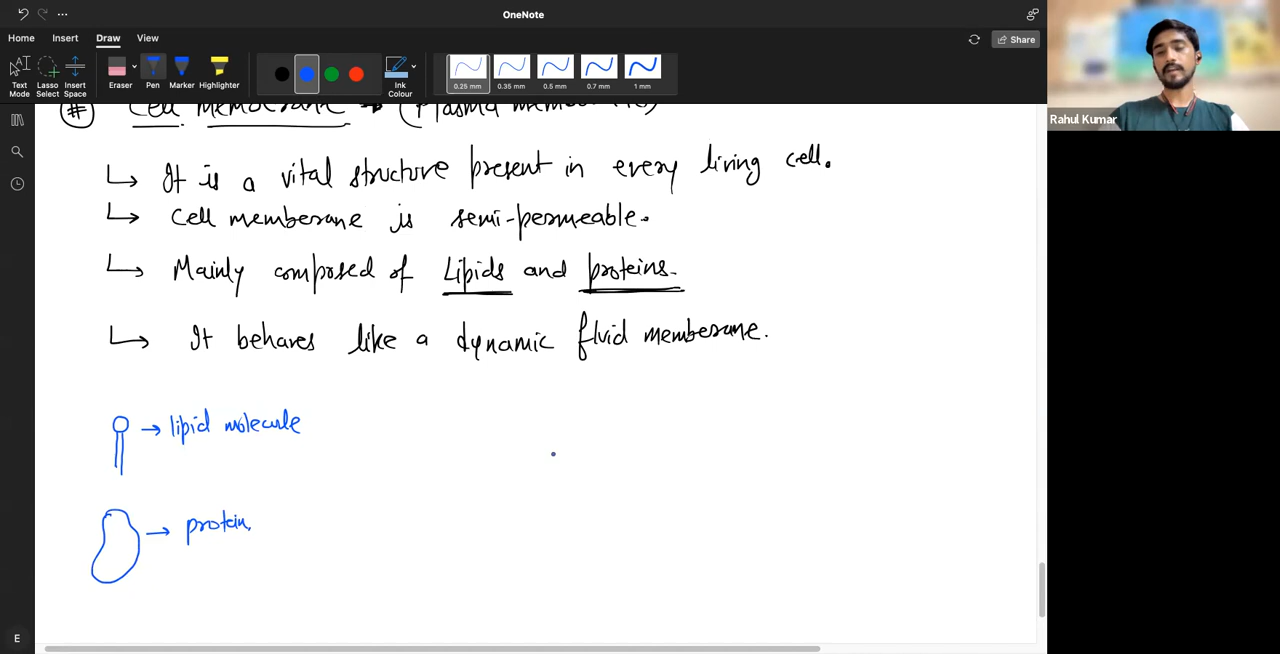 OneNote
Home Insert Draw View
Share
Text Mode Lasso Select Insert Space Eraser Pen Marker Highlighter Ink Colour 0.25 mm 0.35 mm 0.5 mm 0.7 mm 1 mm
Rahul Kumar
(#) Cell membrane → (Plasma
↳ It is a vital structure present in every living cell.
↳ Cell memberane is semi-permeable.
↳ Mainly composed of Lipids and proteins.
↳ It behaves like a dynamic fluid memberane.
→ lipid molecule
→ protein.
E